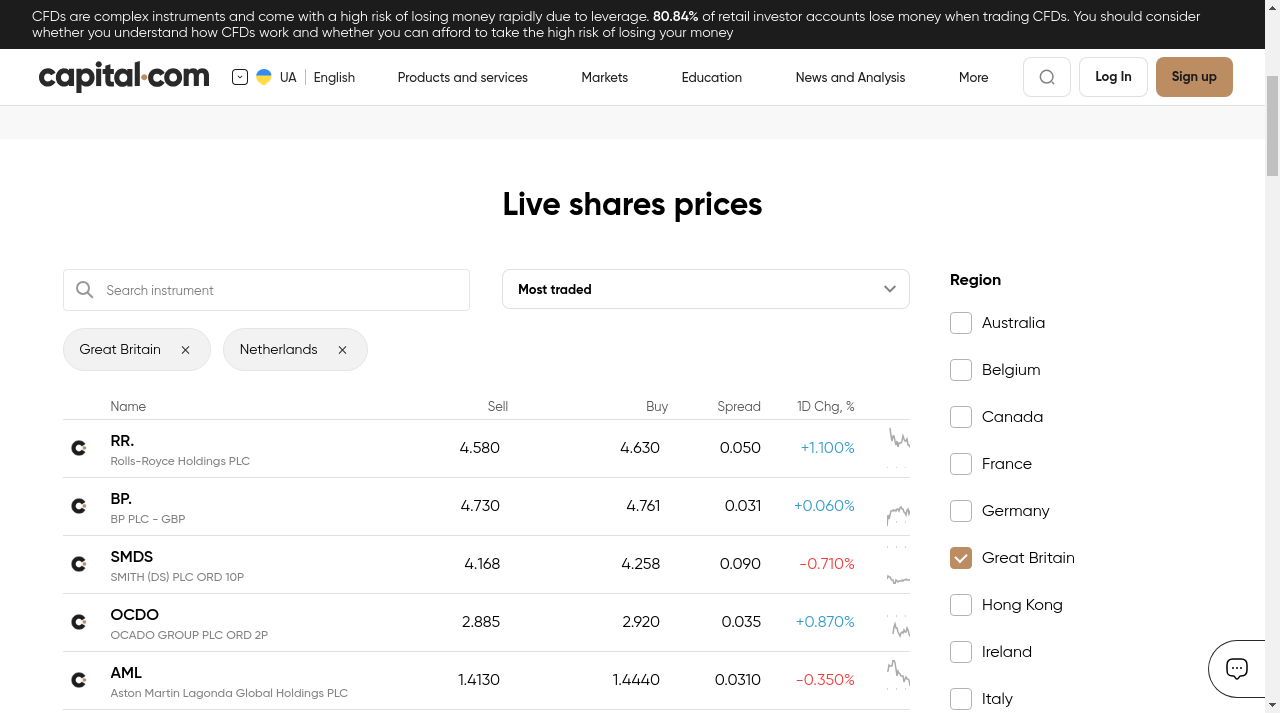 CFDs are complex instruments and come with a high risk of losing money rapidly due to leverage. 80.84% of retail investor accounts lose money when trading CFDs. You should consider
whether you understand how CFDs work and whether you can afford to take the high risk of losing your money
capital.com UA English Products and services Markets Education News and Analysis More Log In Sign up
Live shares prices
Search instrument Most traded
Great Britain Netherlands
Name Sell Buy Spread 1D Chg, %
RR. 4.580 4.630 0.050 +1.100%
Rolls-Royce Holdings PLC
BP. 4.730 4.761 0.031 +0.060%
BP PLC - GBP
SMDS 4.168 4.258 0.090 -0.710%
SMITH (DS) PLC ORD 10P
OCDO 2.885 2.920 0.035 +0.870%
OCADO GROUP PLC ORD 2P
AML 1.4130 1.4440 0.0310 -0.350%
Aston Martin Lagonda Global Holdings PLC
Region
Australia
Belgium
Canada
France
Germany
Great Britain
Hong Kong
Ireland
Italy